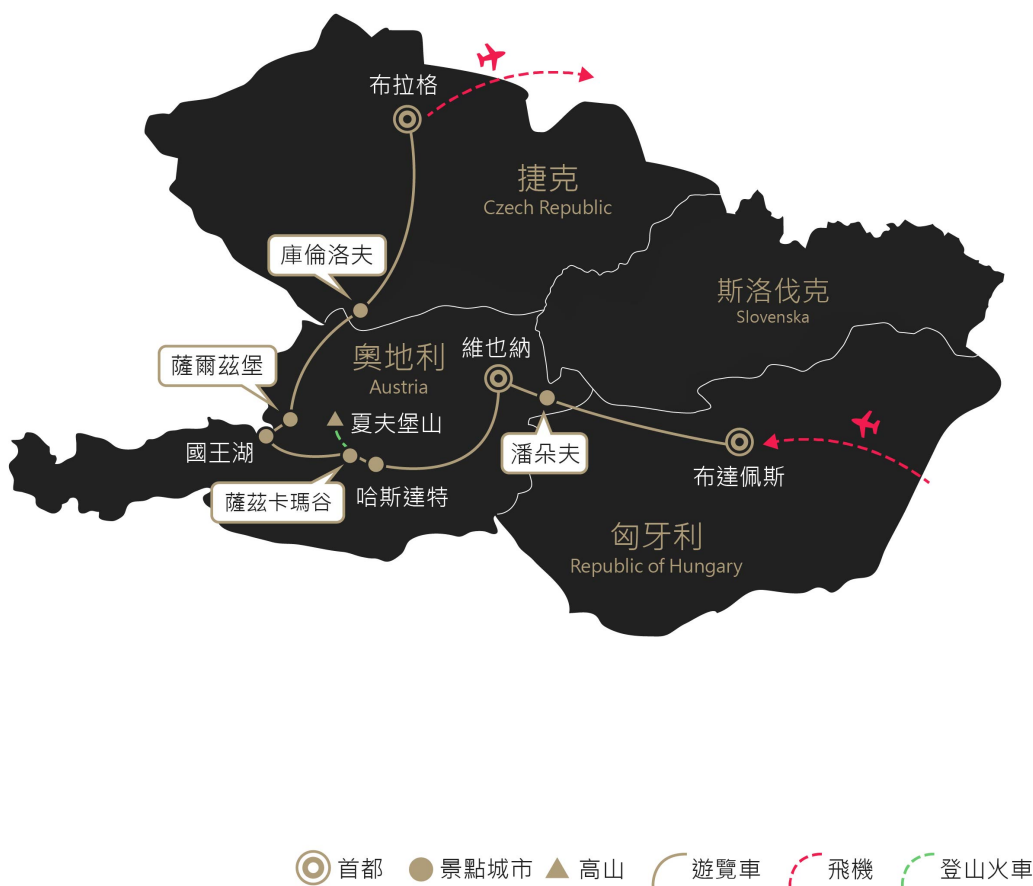 布拉格
捷克
Czech Republic
庫倫洛夫
斯洛伐克
Slovenska
奧地利
Austria
維也納
薩爾茲堡
夏夫堡山
國王湖
潘朵夫
布達佩斯
薩茲卡瑪谷
哈斯達特
匈牙利
Republic of Hungary
首都 景點城市 高山 遊覽車 飛機 登山火車